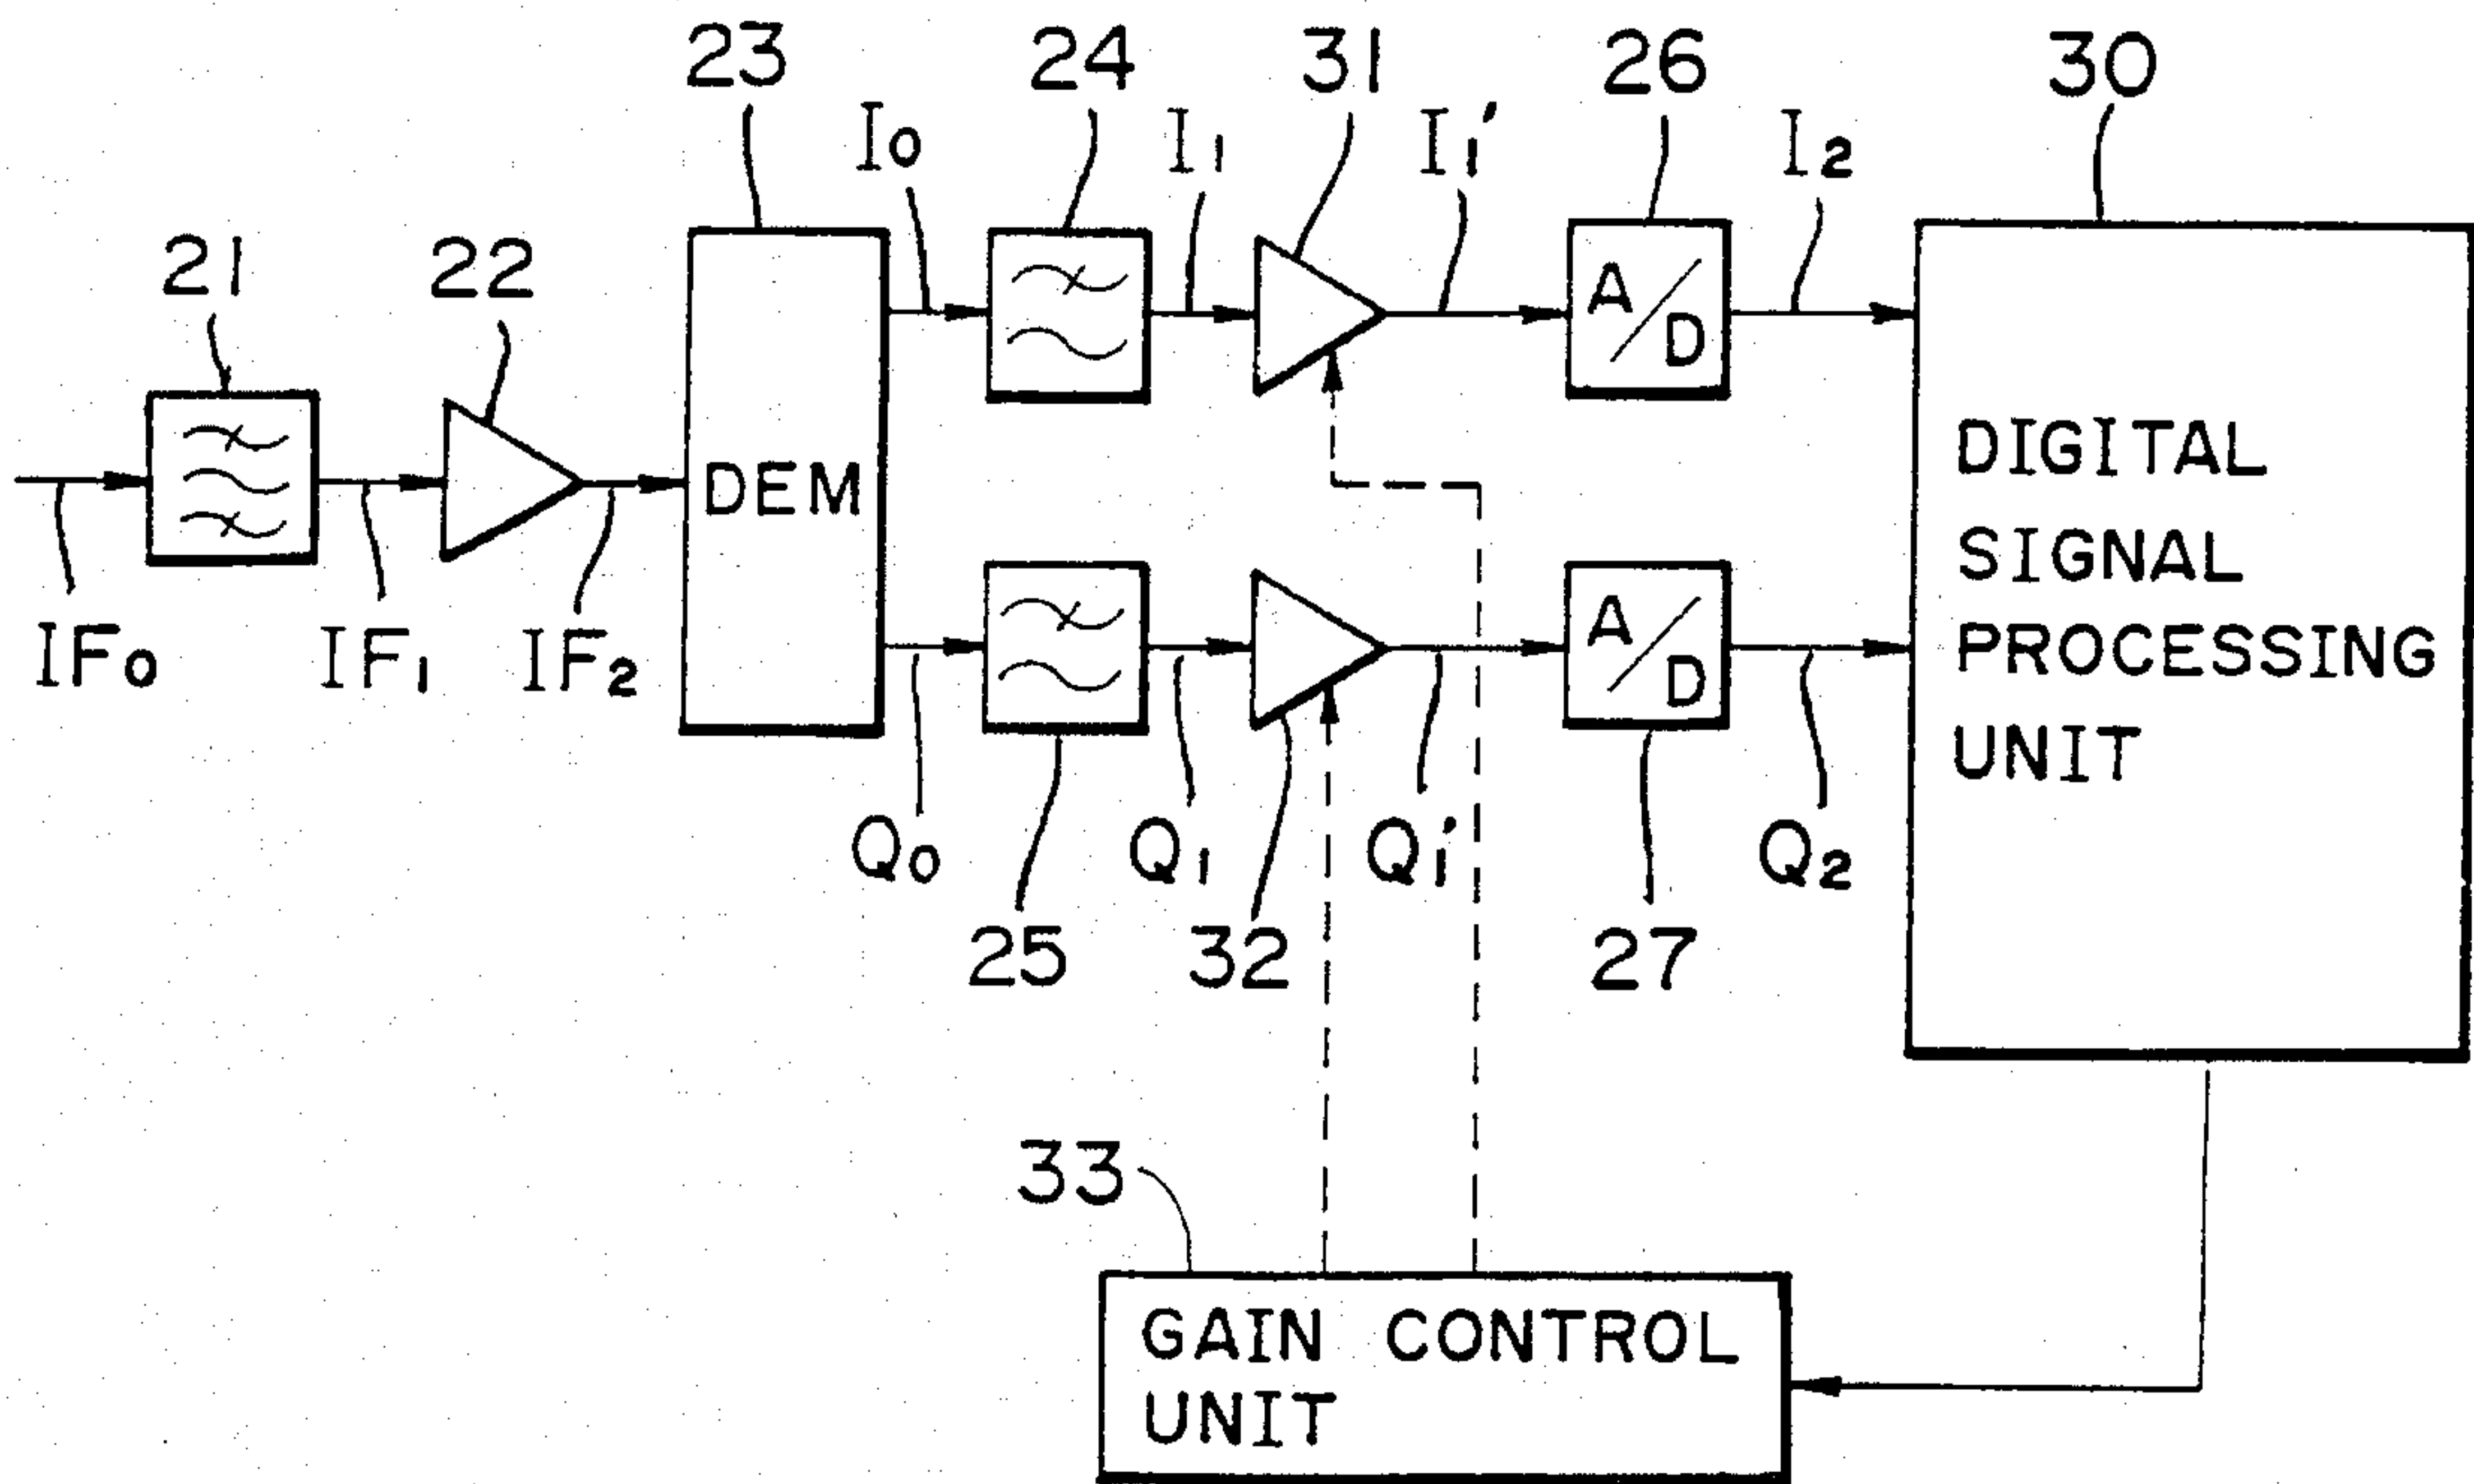 23
24
31
26
30
I₀
I₁
I₁′
I₂
21
22
A/D
DEM
DIGITAL
SIGNAL
PROCESSING
UNIT
A/D
IF₀
IF₁
IF₂
Q₀
Q₁
Q₁′
Q₂
25
32
27
33
GAIN CONTROL
UNIT